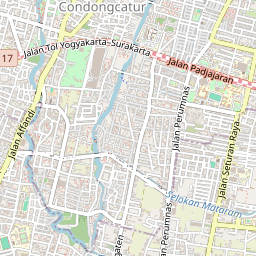 Condongcatur
Jalan Tol Yogyakarta-Surakarta
17
Jalan Padjajaran
Jalan Affandi
Jalan Perumnas
Jalan Seturan Raya
Selokan Mataram
Jalan Perumnas
gaten